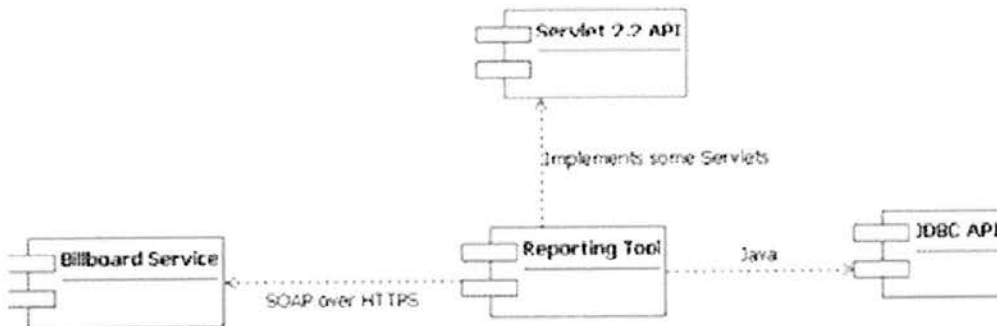 Servlet 2.2 API
Implements some Servlets
Billboard Service
Reporting Tool
JDBC API
Java
SOAP over HTTPS